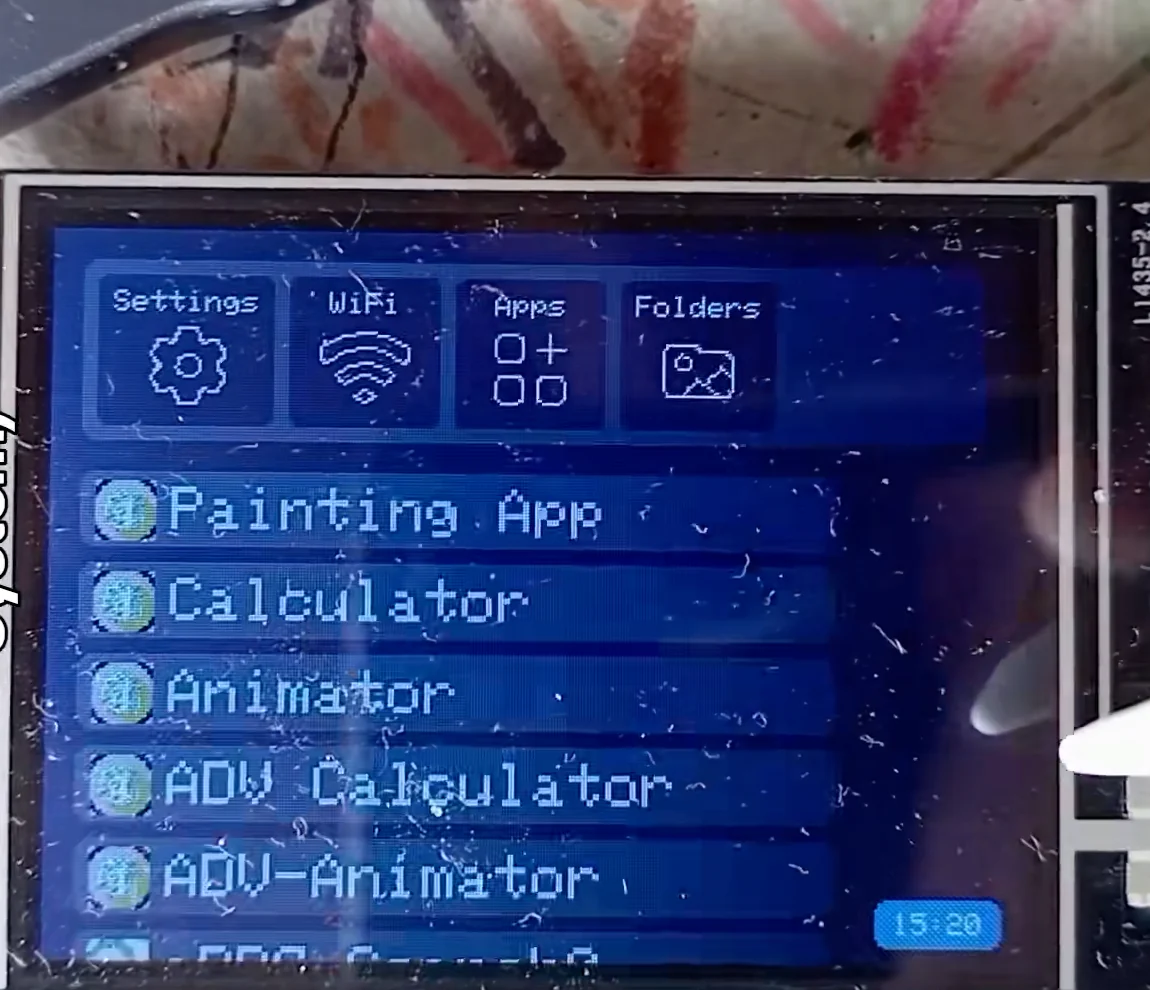 Settings WiFi Apps Folders
Painting App
Calculator
Animator
ADV Calculator
ADV-Animator
15:20